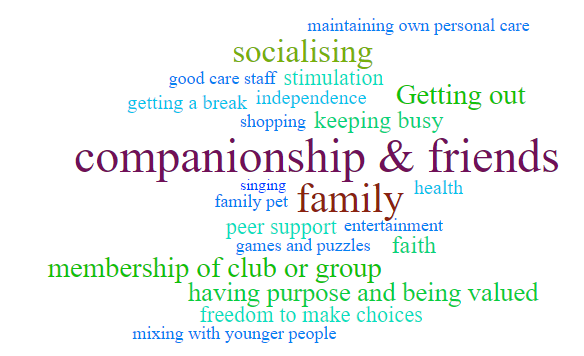 maintaining own personal care
socialising
good care staff stimulation
getting a break independence Getting out
shopping keeping busy
companionship & friends
singing family health
family pet
peer support entertainment
games and puzzles faith
membership of club or group
having purpose and being valued
freedom to make choices
mixing with younger people